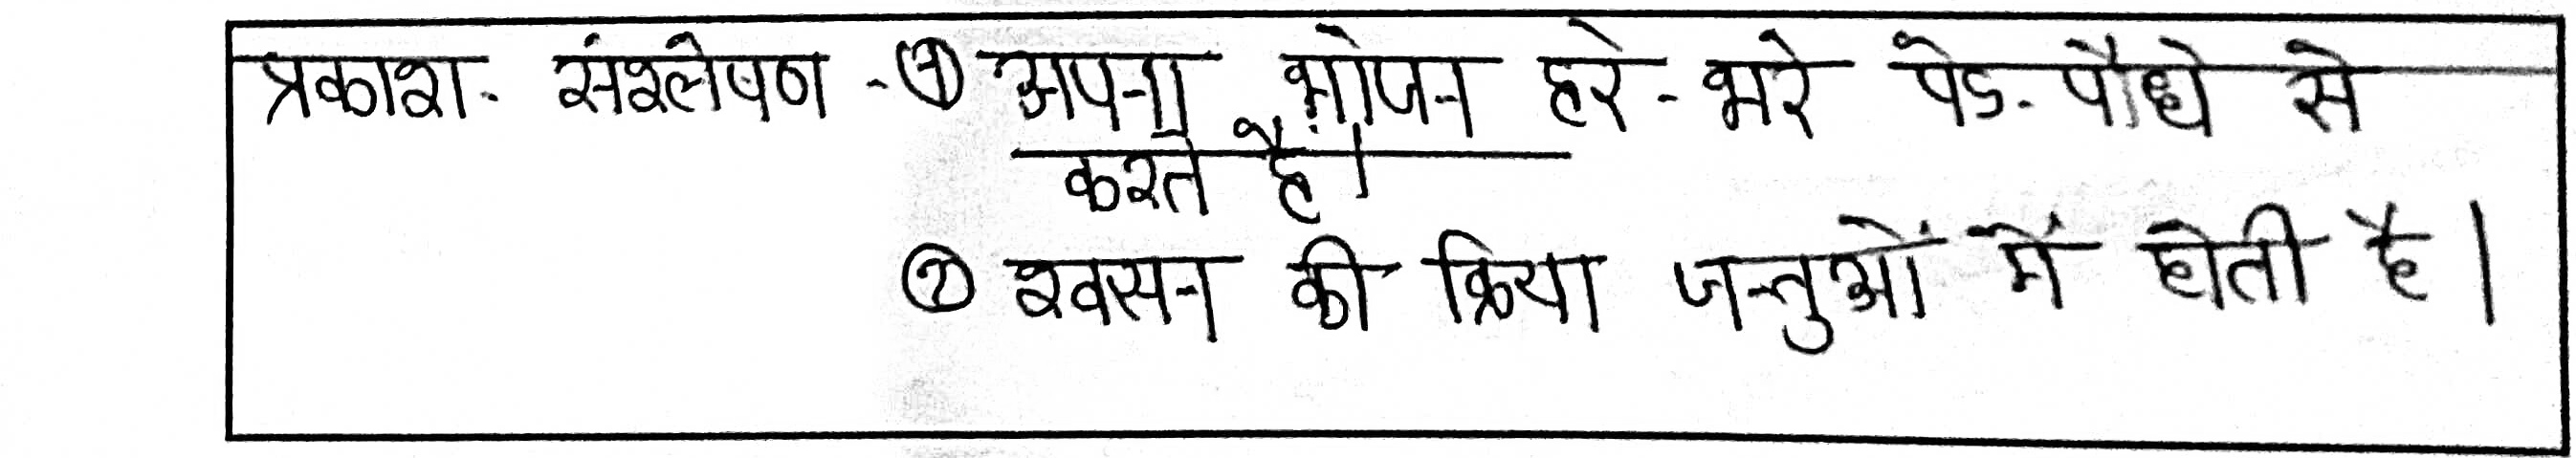 प्रकाश- संश्लेषण - ① अपना भोजन हरे-भरे पेड-पौधे से
करते है।
② श्वसन की क्रिया जन्तुओं में होती है।